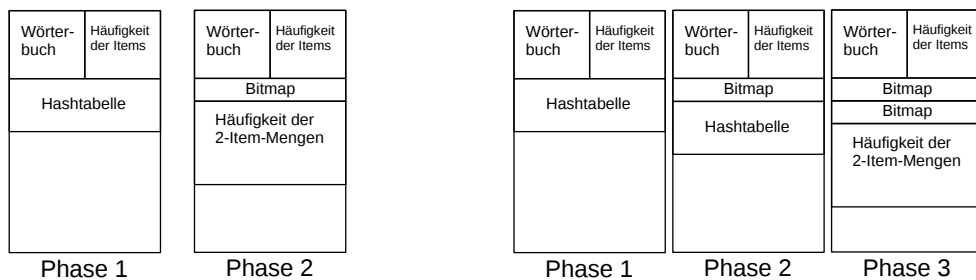 Wörter-
buch
Häufigkeit
der Items
Hashtabelle
Phase 1
Wörter-
buch
Häufigkeit
der Items
Bitmap
Häufigkeit der
2-Item-Mengen
Phase 2
Wörter-
buch
Häufigkeit
der Items
Hashtabelle
Phase 1
Wörter-
buch
Häufigkeit
der Items
Bitmap
Hashtabelle
Phase 2
Wörter-
buch
Häufigkeit
der Items
Bitmap
Bitmap
Häufigkeit der
2-Item-Mengen
Phase 3